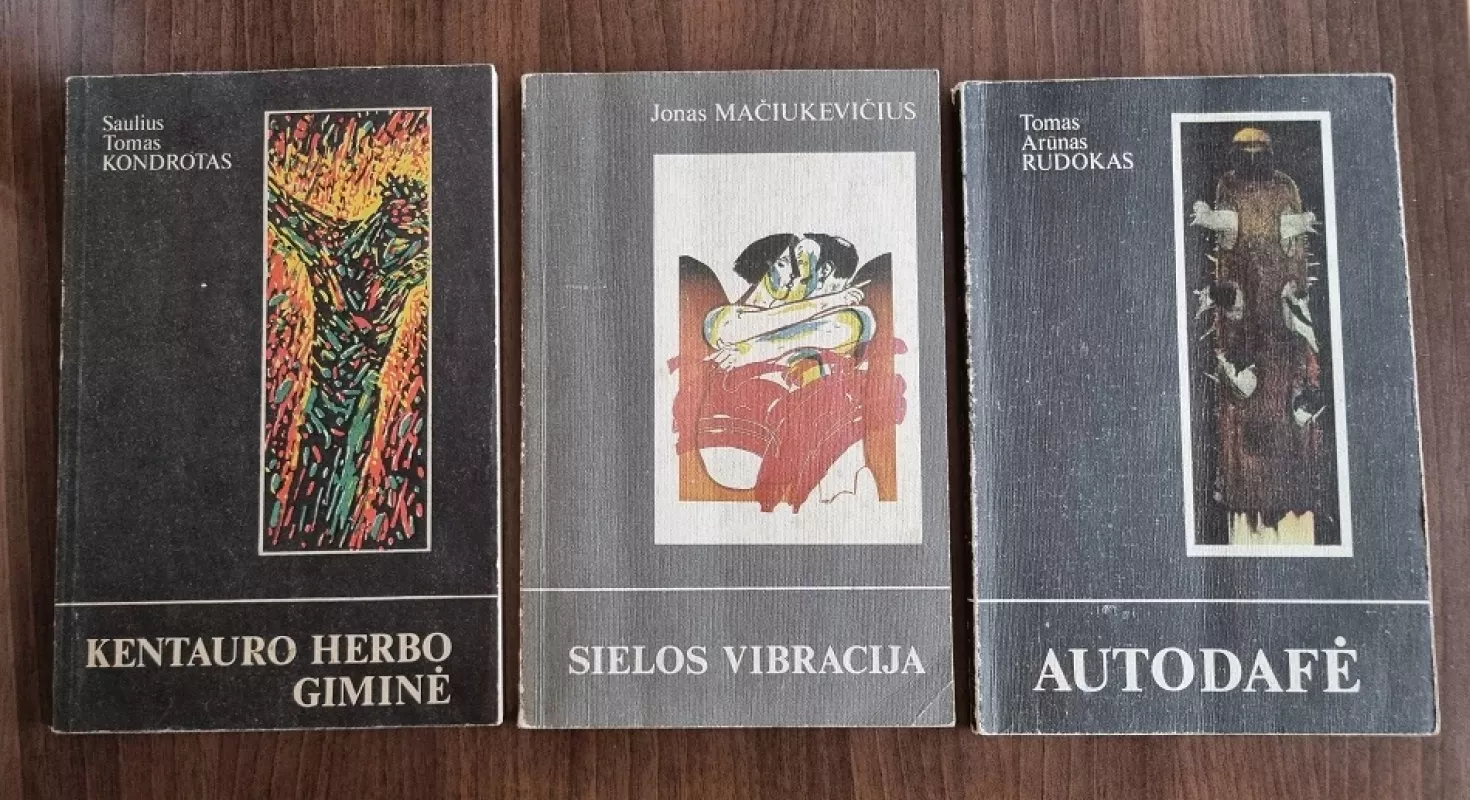 Saulius
Tomas
KONDROTAS
KENTAURO HERBO
GIMINĖ
Jonas MAČIUKEVIČIUS
SIELOS VIBRACIJA
Tomas
Arūnas
RUDOKAS
AUTODAFĖ